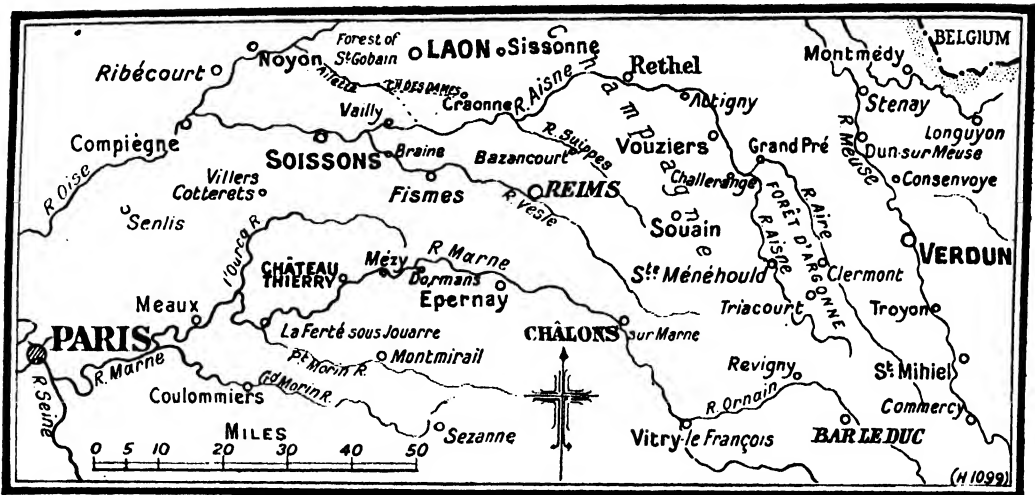 BELGIUM
Forest of
St Gobain
LAON
Sissonne
Noyon
Montmédy
Ribécourt
Ailette
CH. DES DAMES
Craonne
R. Aisne
Rethel
Attigny
Stenay
Champagne
Vailly
Longuyon
Compiègne
SOISSONS
Braine
Bazancourt
R. Suippes
Vouziers
Grand Pré
R. Meuse
Dun-sur-Meuse
R. Oise
Villers
Cotterets
Fismes
R. Vesle
REIMS
Challerange
R. Aire
Consenvoye
Senlis
Souain
FORÊT D'ARGONNE
R. Aisne
VERDUN
l'Ourcq R.
CHÂTEAU
THIERRY
Mézy
Dormans
R. Marne
Epernay
Ste Ménéhould
Clermont
Meaux
Triacourt
Troyon
PARIS
La Ferté sous Jouarre
CHÂLONS
sur Marne
R. Marne
Pt Morin R.
Montmirail
Revigny
St Mihiel
R. Seine
Coulommiers
Gd Morin R.
R. Ornain
Commercy
MILES
Sezanne
Vitry-le François
BAR LE DUC
0 5 10 20 30 40 50
(H 1099)